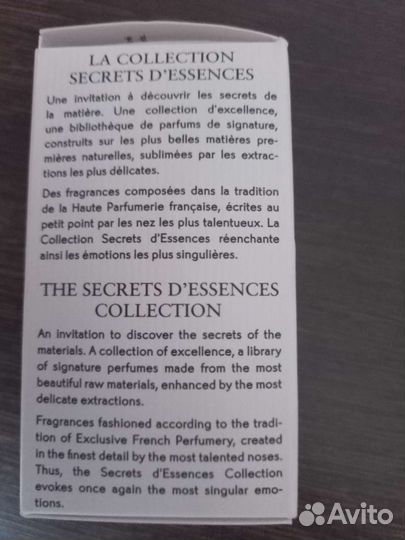 LA COLLECTION
SECRETS D'ESSENCES
Une invitation à découvrir les secrets de
la matière. Une collection d'excellence,
une bibliothèque de parfums de signature,
construits sur les plus belles matières pre-
mières naturelles, sublimées par les extrac-
tions les plus délicates.
Des fragrances composées dans la tradition
de la Haute Parfumerie française, écrites au
petit point par les nez les plus talentueux. La
Collection Secrets d'Essences réenchante
ainsi les émotions les plus singulières.
THE SECRETS D'ESSENCES
COLLECTION
An invitation to discover the secrets of the
materials. A collection of excellence, a library
of signature perfumes made from the most
beautiful raw materials, enhanced by the most
delicate extractions.
Fragrances fashioned according to the tradi-
tion of Exclusive French Perfumery, created
in the finest detail by the most talented noses.
Thus, the Secrets d'Essences Collection
evokes once again the most singular emo-
tions.
Avito